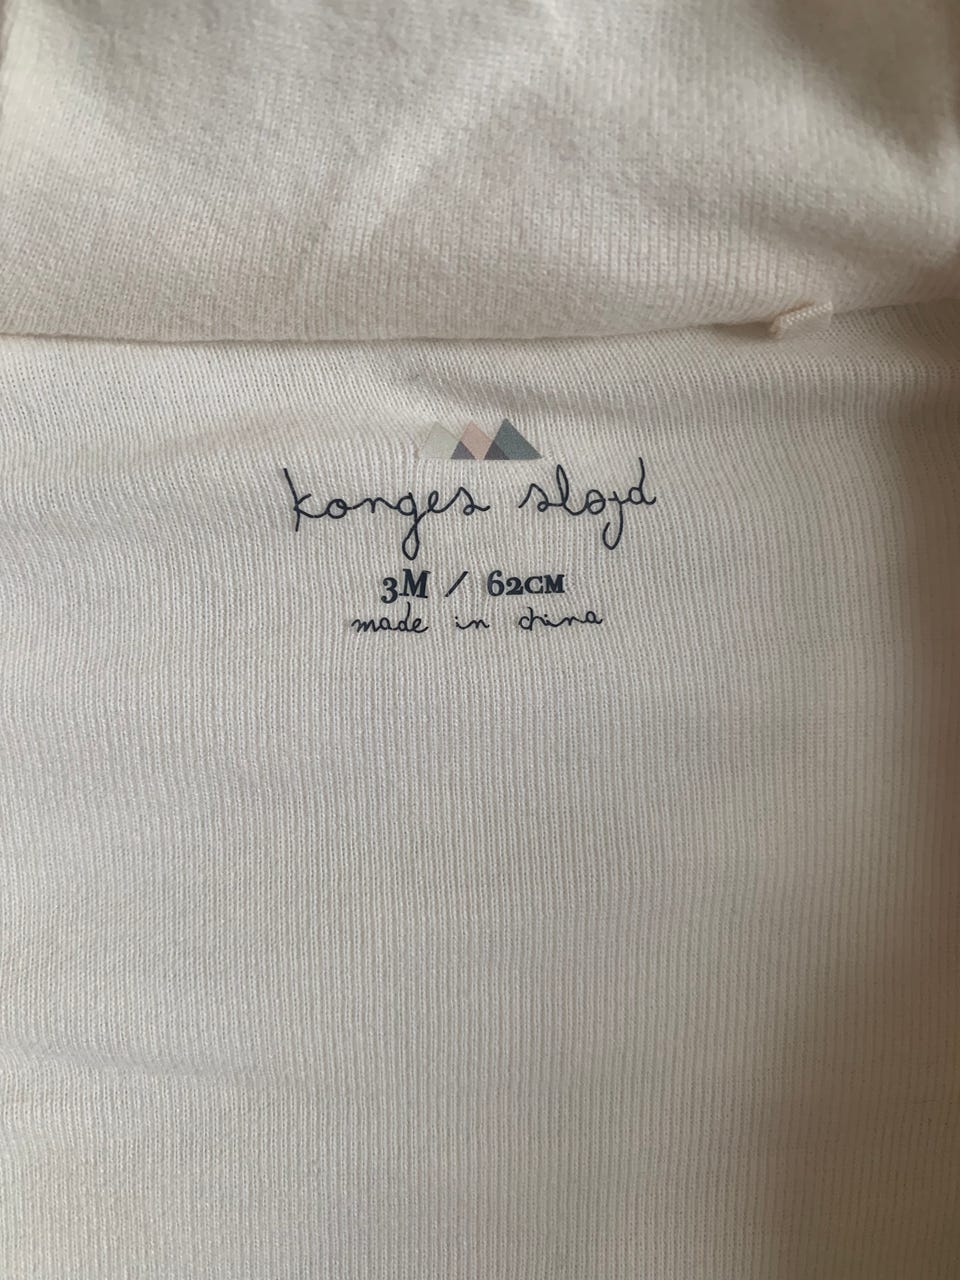 konges sløjd
3M / 62CM
made in china